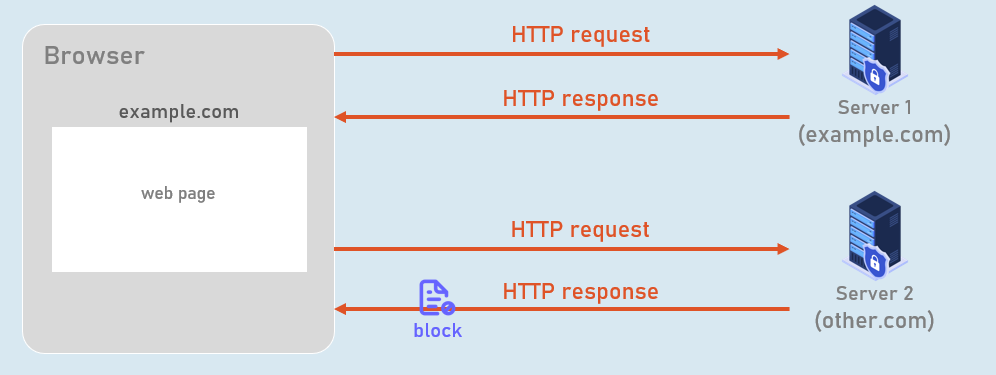 Browser
example.com
web page
HTTP request
HTTP response
Server 1
(example.com)
HTTP request
HTTP response
block
Server 2
(other.com)